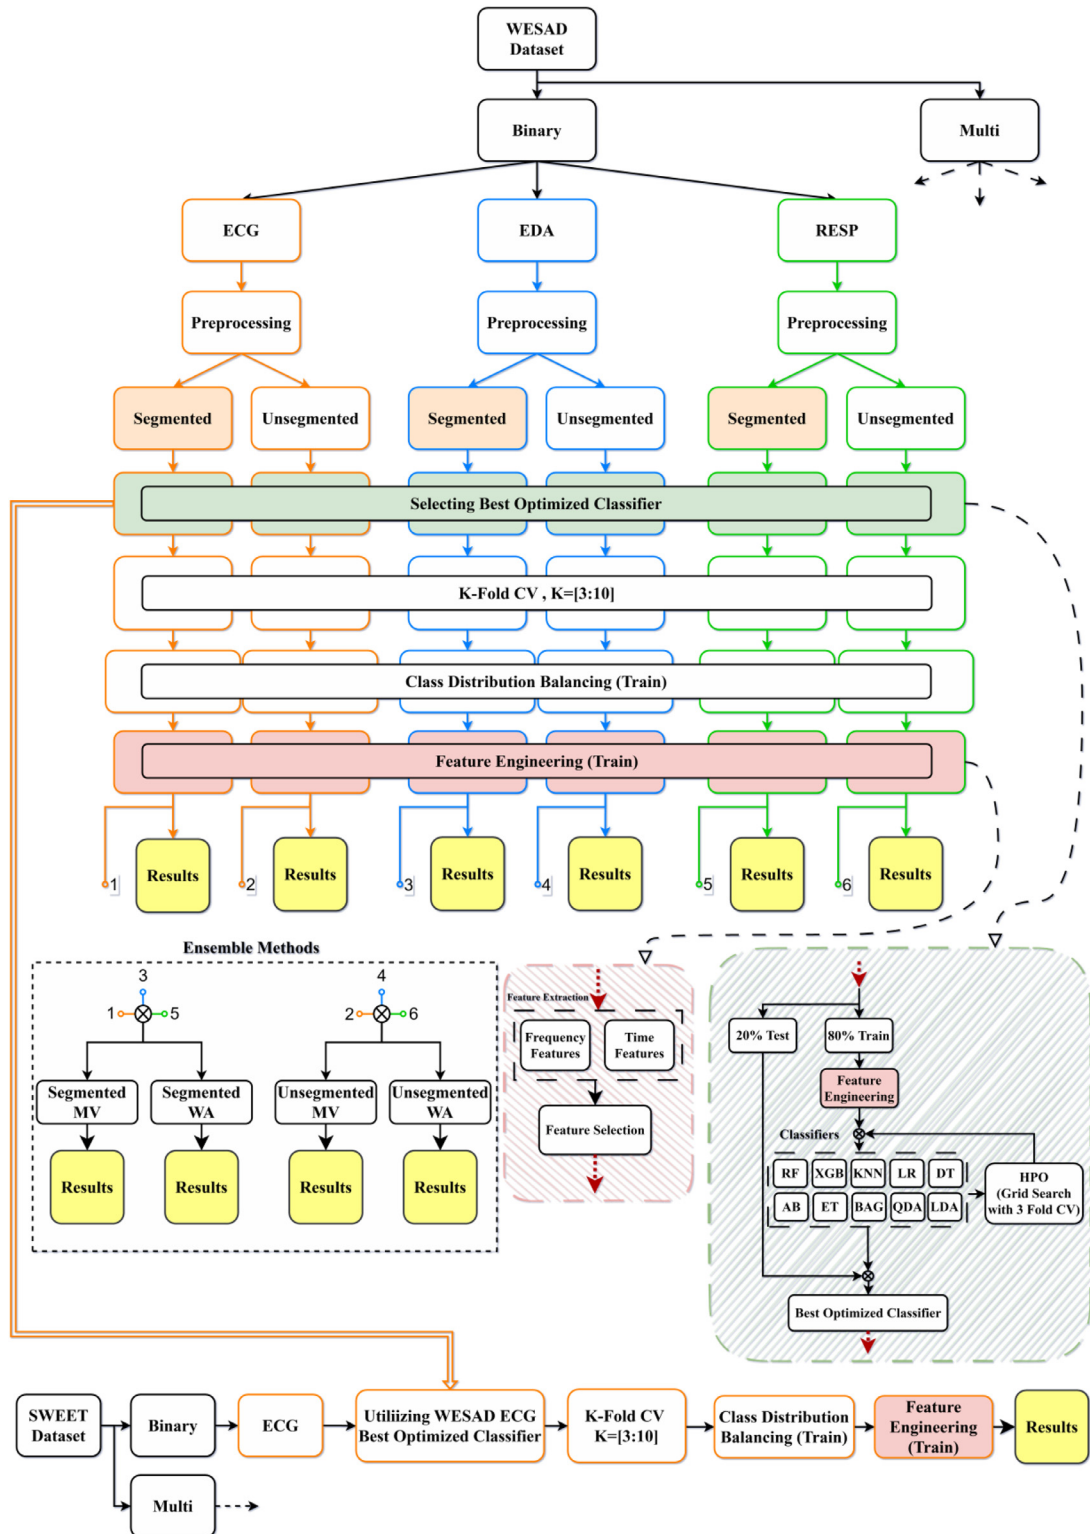 WESAD
Dataset
Binary
Multi
ECG
EDA
RESP
Preprocessing
Preprocessing
Preprocessing
Segmented
Unsegmented
Segmented
Unsegmented
Segmented
Unsegmented
Selecting Best Optimized Classifier
K-Fold CV , K=[3:10]
Class Distribution Balancing (Train)
Feature Engineering (Train)
1
Results
2
Results
3
Results
4
Results
5
Results
6
Results
Ensemble Methods
3
1
5
4
2
6
Segmented
MV
Segmented
WA
Unsegmented
MV
Unsegmented
WA
Results
Results
Results
Results
Feature Extraction
Frequency
Features
Time
Features
Feature Selection
20% Test
80% Train
Feature
Engineering
Classifiers
RF
XGB
KNN
LR
DT
AB
ET
BAG
QDA
LDA
HPO
(Grid Search
with 3 Fold CV)
Best Optimized Classifier
SWEET
Dataset
Binary
ECG
Utiliizing WESAD ECG
Best Optimized Classifier
K-Fold CV
K=[3:10]
Class Distribution
Balancing (Train)
Feature
Engineering
(Train)
Results
Multi